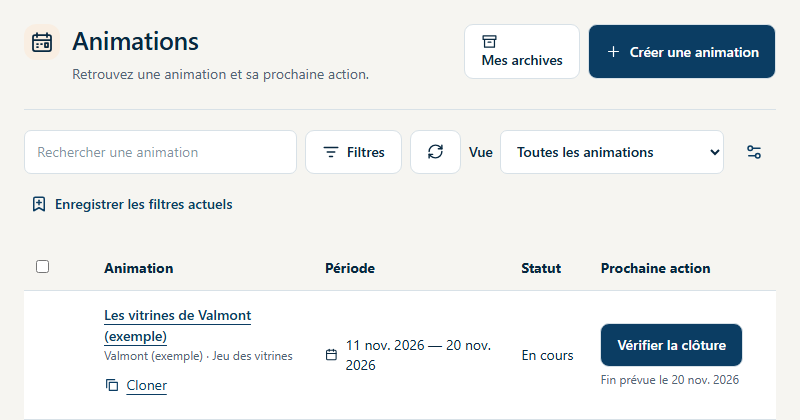 Animations
Retrouvez une animation et sa prochaine action.
Mes archives
Créer une animation
Rechercher une animation
Filtres
Vue
Toutes les animations
Enregistrer les filtres actuels
Animation
Période
Statut
Prochaine action
Les vitrines de Valmont
(exemple)
Valmont (exemple) · Jeu des vitrines
Cloner
11 nov. 2026 — 20 nov.
2026
En cours
Vérifier la clôture
Fin prévue le 20 nov. 2026